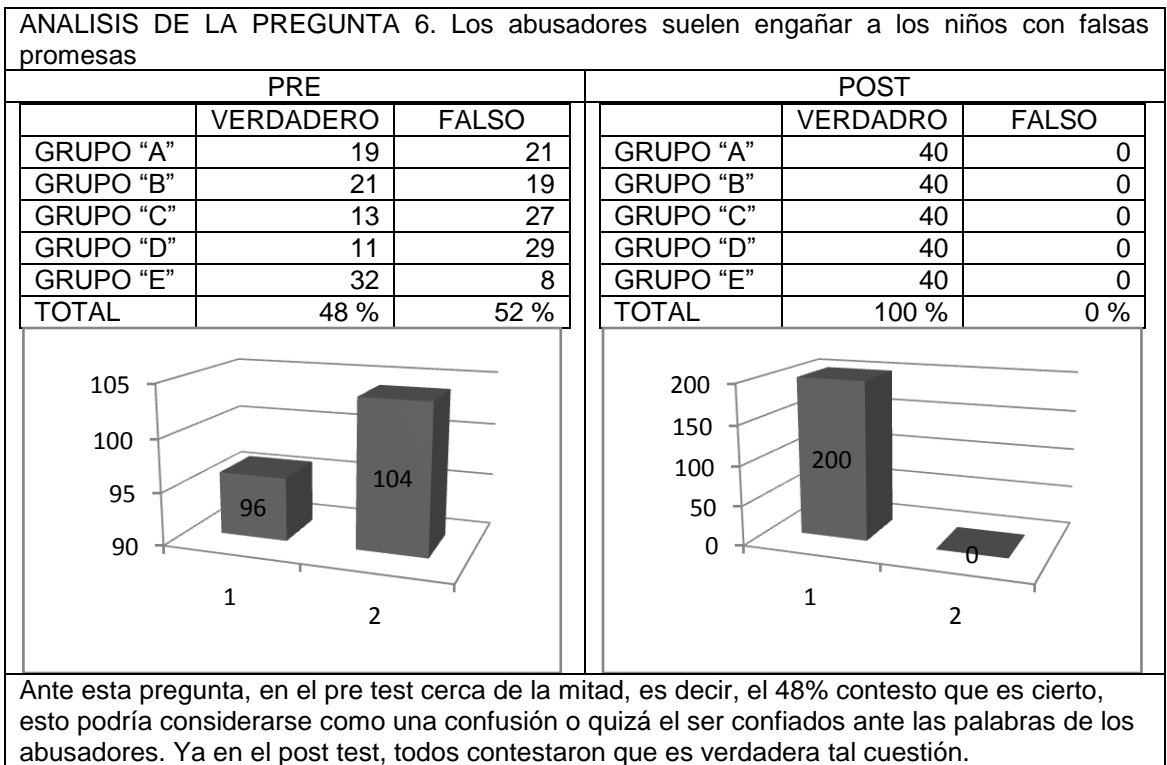 ANALISIS DE LA PREGUNTA 6. Los abusadores suelen engañar a los niños con falsas
promesas
PRE
VERDADERO FALSO
GRUPO “A” 19 21
GRUPO “B” 21 19
GRUPO “C” 13 27
GRUPO “D” 11 29
GRUPO “E” 32 8
TOTAL 48 % 52 %
105
100
95
90
96
104
1
2
POST
VERDADRO FALSO
GRUPO “A” 40 0
GRUPO “B” 40 0
GRUPO “C” 40 0
GRUPO “D” 40 0
GRUPO “E” 40 0
TOTAL 100 % 0 %
200
150
100
50
0
200
0
1
2
Ante esta pregunta, en el pre test cerca de la mitad, es decir, el 48% contesto que es cierto,
esto podría considerarse como una confusión o quizá el ser confiados ante las palabras de los
abusadores. Ya en el post test, todos contestaron que es verdadera tal cuestión.